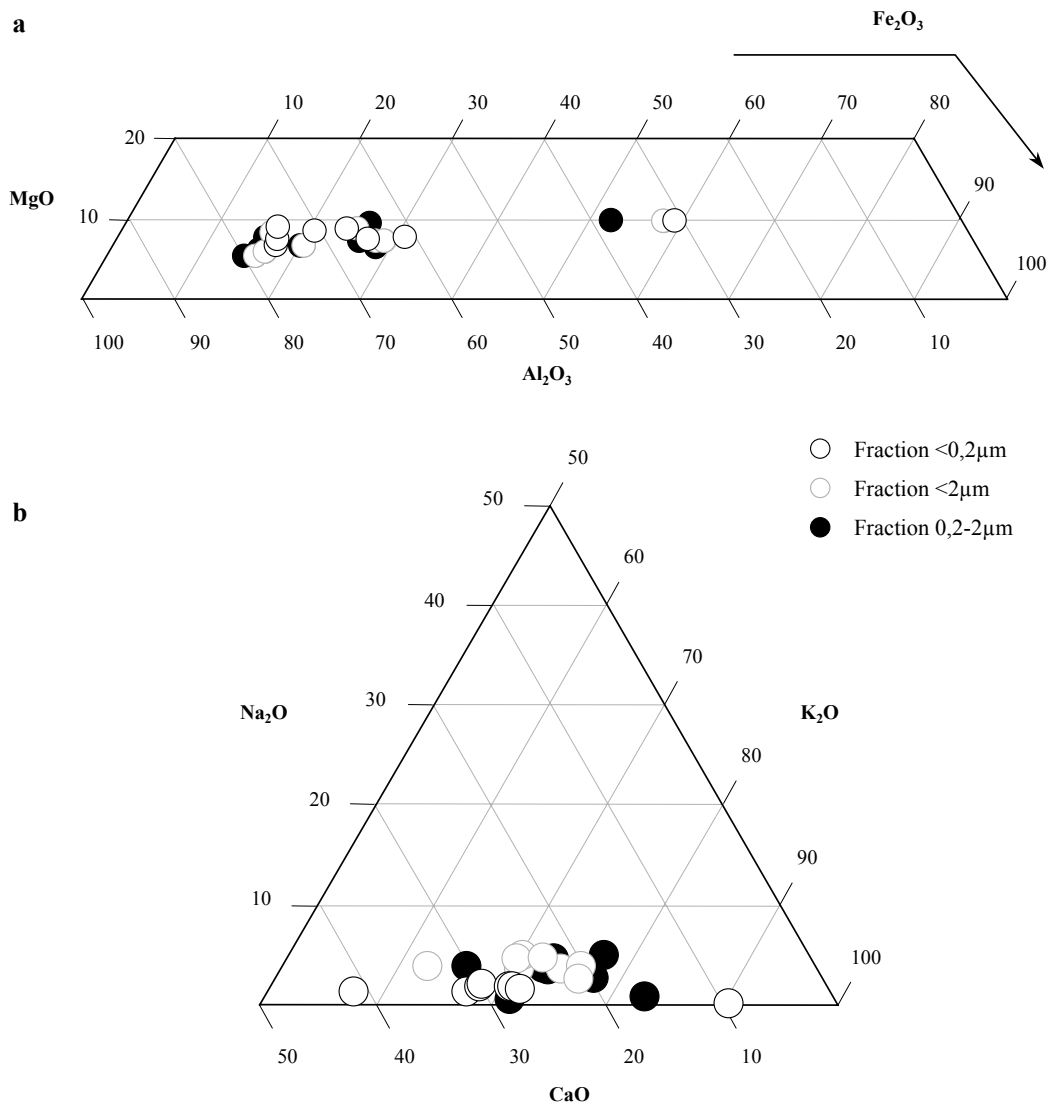 a
Fe₂O₃
10 20 30 40 50 60 70 80
20
MgO
10
90
100
100 90 80 70 60 50 40 30 20 10
Al₂O₃
Fraction <0,2µm
Fraction <2µm
Fraction 0,2-2µm
b
50
50
60
40
70
30
Na₂O
K₂O
80
20
90
10
100
50 40 30 20 10
CaO